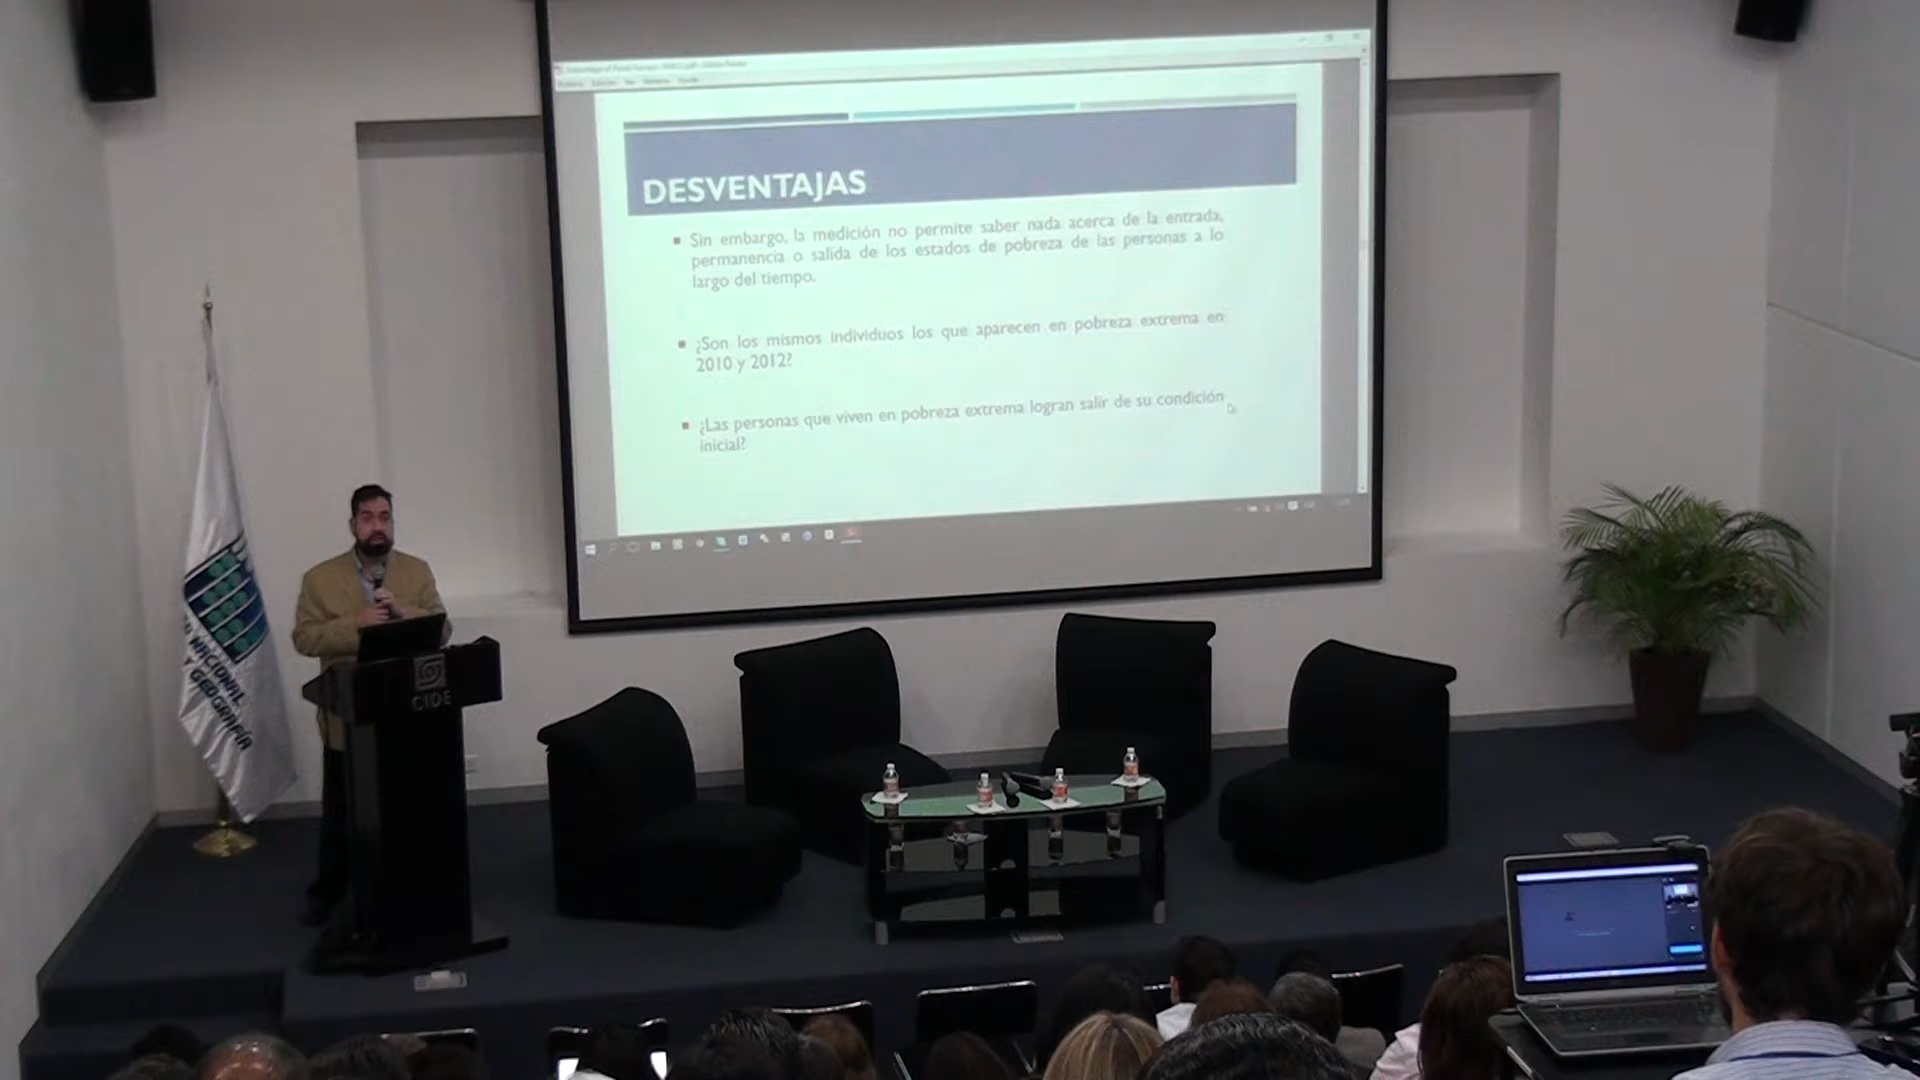 DESVENTAJAS
Sin embargo, la medición no permite saber nada acerca de la entrada,
permanencia o salida de los estados de pobreza de las personas a lo
largo del tiempo.
¿Son los mismos individuos los que aparecen en pobreza extrema en
2010 y 2012?
¿Las personas que viven en pobreza extrema logran salir de su condición
inicial?
NACIONAL
Y GEOGRAFÍA
CIDE